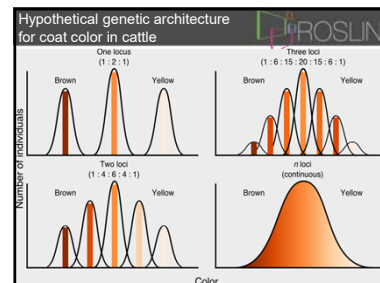 Hypothetical genetic architecture
for coat color in cattle
ROSLIN
One locus
(1 : 2 : 1)
Brown
Yellow
Three loci
(1 : 6 : 15 : 20 : 15 : 6 : 1)
Brown
Yellow
Number of individuals
Two loci
(1 : 4 : 6 : 4 : 1)
Brown
Yellow
n loci
(continuous)
Brown
Yellow
Color